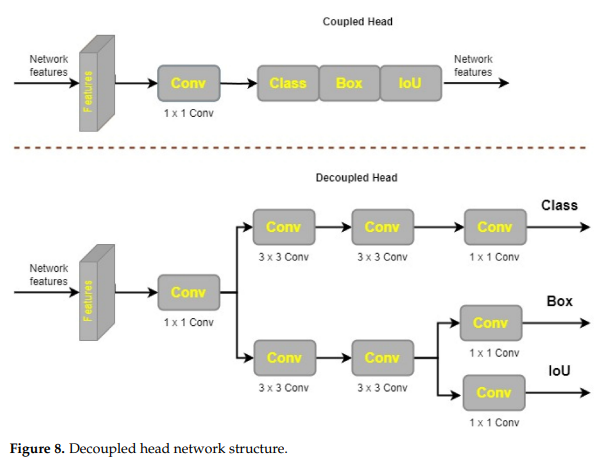 Coupled Head
Network
features
Features
Conv
1 x 1 Conv
Class
Box
IoU
Network
features
Decoupled Head
Network
features
Features
Conv
1 x 1 Conv
Conv
3 x 3 Conv
Conv
3 x 3 Conv
Conv
1 x 1 Conv
Class
Conv
3 x 3 Conv
Conv
3 x 3 Conv
Conv
1 x 1 Conv
Box
Conv
1 x 1 Conv
IoU
Figure 8. Decoupled head network structure.